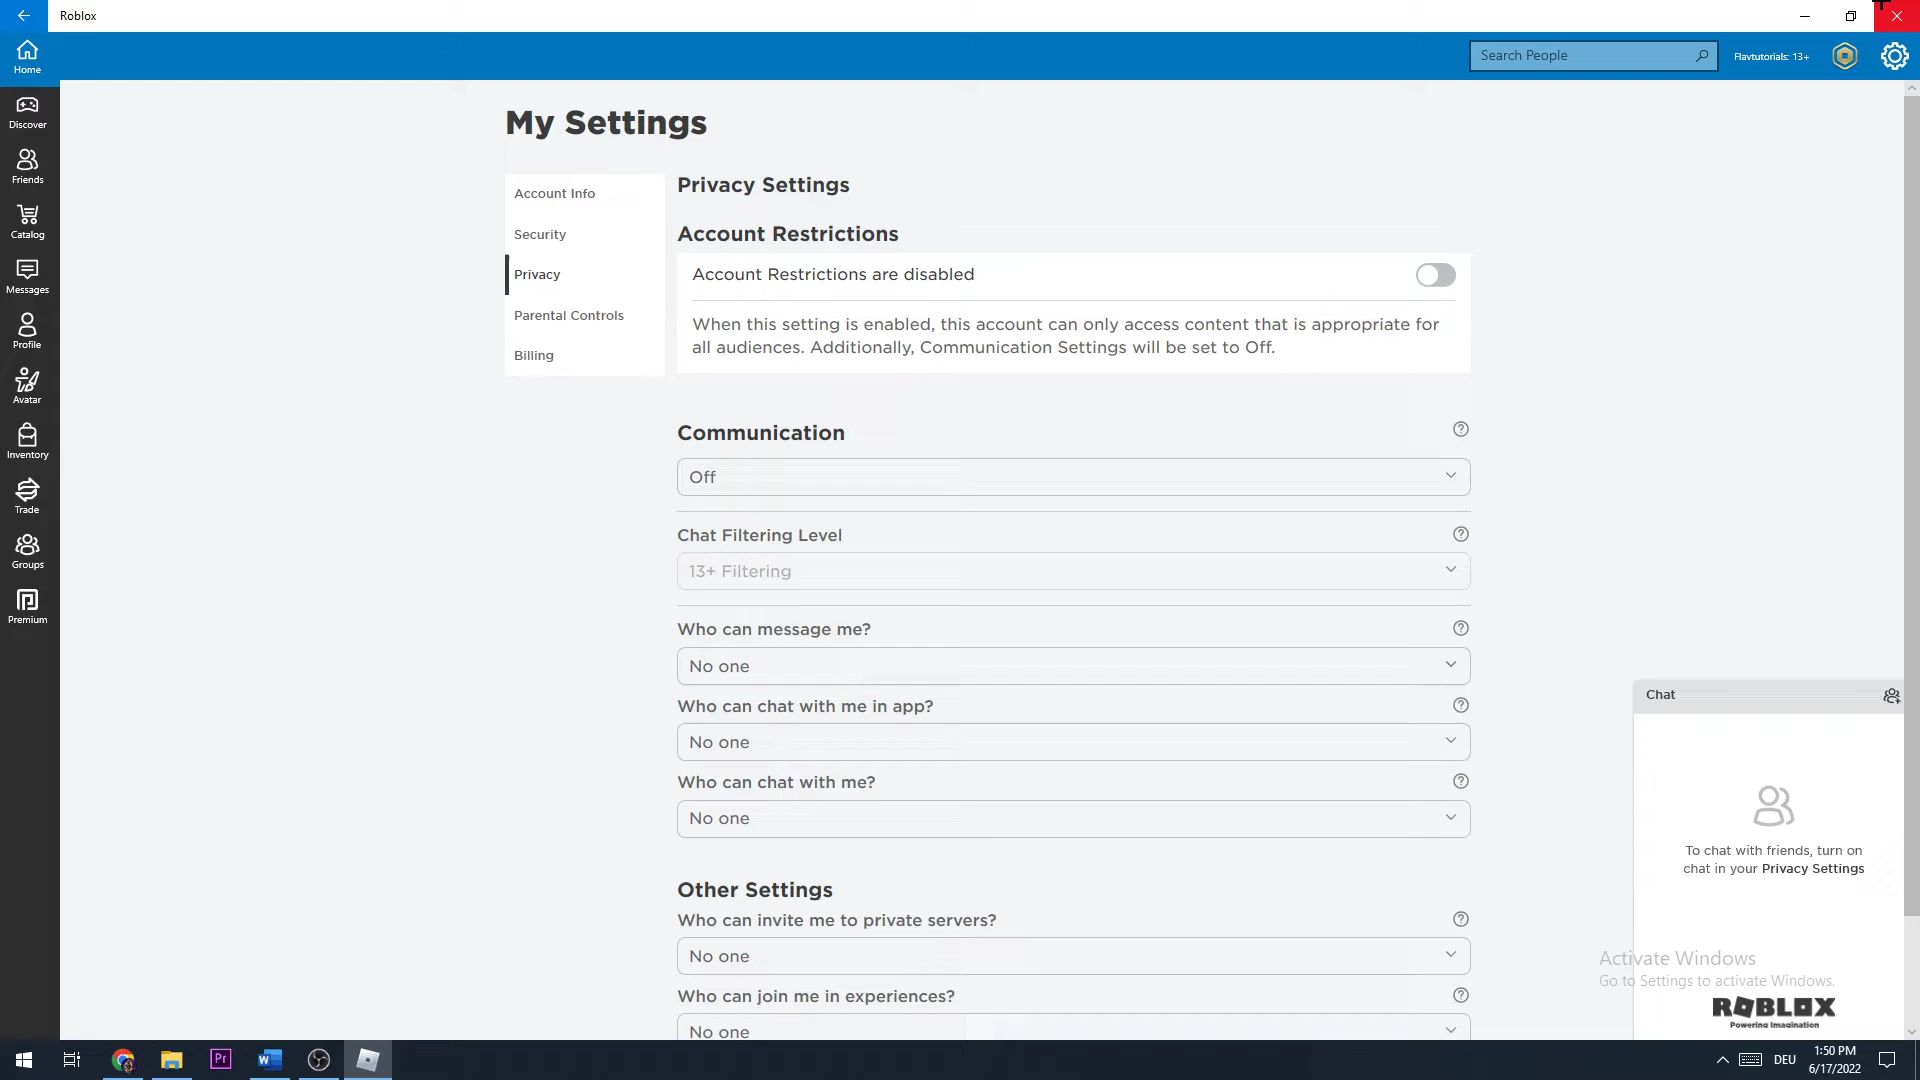 Roblox
Home
Search People
Flavtutorials: 13+
Discover
Friends
Catalog
Messages
Profile
Avatar
Inventory
Trade
Groups
Premium
My Settings
Account Info
Security
Privacy
Parental Controls
Billing
Privacy Settings
Account Restrictions
Account Restrictions are disabled
When this setting is enabled, this account can only access content that is appropriate for
all audiences. Additionally, Communication Settings will be set to Off.
Communication
Off
Chat Filtering Level
13+ Filtering
Who can message me?
No one
Who can chat with me in app?
No one
Who can chat with me?
No one
Other Settings
Who can invite me to private servers?
No one
Who can join me in experiences?
No one
Chat
To chat with friends, turn on
chat in your Privacy Settings
Activate Windows
Go to Settings to activate Windows.
ROBLOX
Powering Imagination
Pr
W
DEU
1:50 PM
6/17/2022